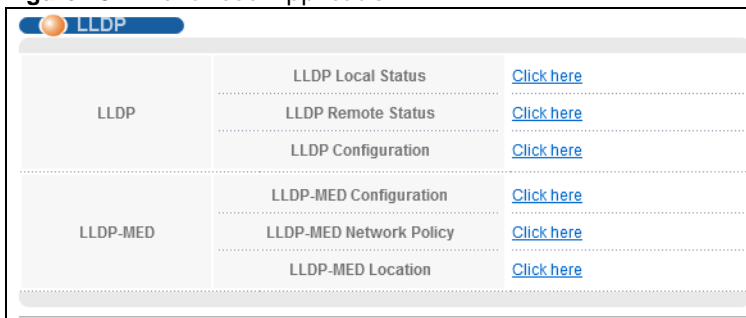 LLDP
LLDP
LLDP Local Status Click here
LLDP Remote Status Click here
LLDP Configuration Click here
LLDP-MED
LLDP-MED Configuration Click here
LLDP-MED Network Policy Click here
LLDP-MED Location Click here